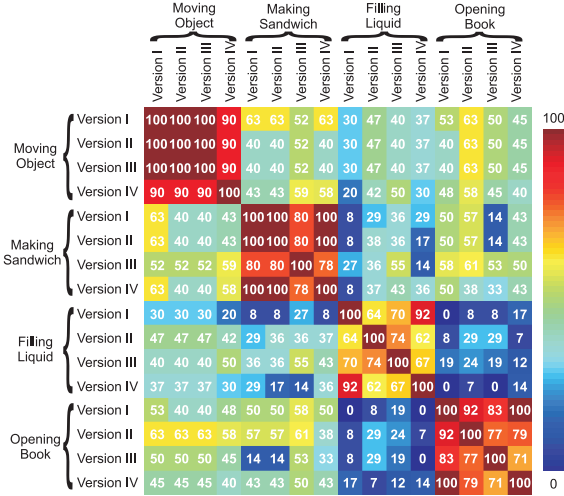 Moving Object
Making Sandwich
Filling Liquid
Opening Book
Version I Version II Version III Version IV Version I Version II Version III Version IV Version I Version II Version III Version IV Version I Version II Version III Version IV
Moving Object
Version I 100 100 100 90 63 63 52 63 30 47 40 37 53 63 50 45
Version II 100 100 100 90 40 40 52 40 30 47 40 37 40 63 50 45
Version III 100 100 100 90 40 40 52 40 30 47 40 37 40 63 50 45
Version IV 90 90 90 100 43 43 59 58 20 42 50 30 48 58 45 40
Making Sandwich
Version I 63 40 40 43 100 100 80 100 8 29 36 29 50 57 14 43
Version II 63 40 40 43 100 100 80 100 8 38 36 17 50 57 14 43
Version III 52 52 52 59 80 80 100 78 27 36 55 14 58 61 53 50
Version IV 63 40 40 58 100 100 78 100 8 37 43 36 50 38 33 43
Filling Liquid
Version I 30 30 30 20 8 8 27 8 100 64 70 92 0 8 8 17
Version II 47 47 47 42 29 36 36 37 64 100 74 62 8 29 29 7
Version III 40 40 40 50 36 36 55 43 70 74 100 67 19 24 19 12
Version IV 37 37 37 30 29 17 14 36 92 62 67 100 0 7 0 14
Opening Book
Version I 53 40 40 48 50 50 58 50 0 8 19 0 100 92 83 100
Version II 63 63 63 58 57 57 61 38 8 29 24 7 92 100 77 79
Version III 50 50 50 45 14 14 53 33 8 29 19 0 83 77 100 71
Version IV 45 45 45 40 43 43 50 43 17 7 12 14 100 79 71 100
100
0